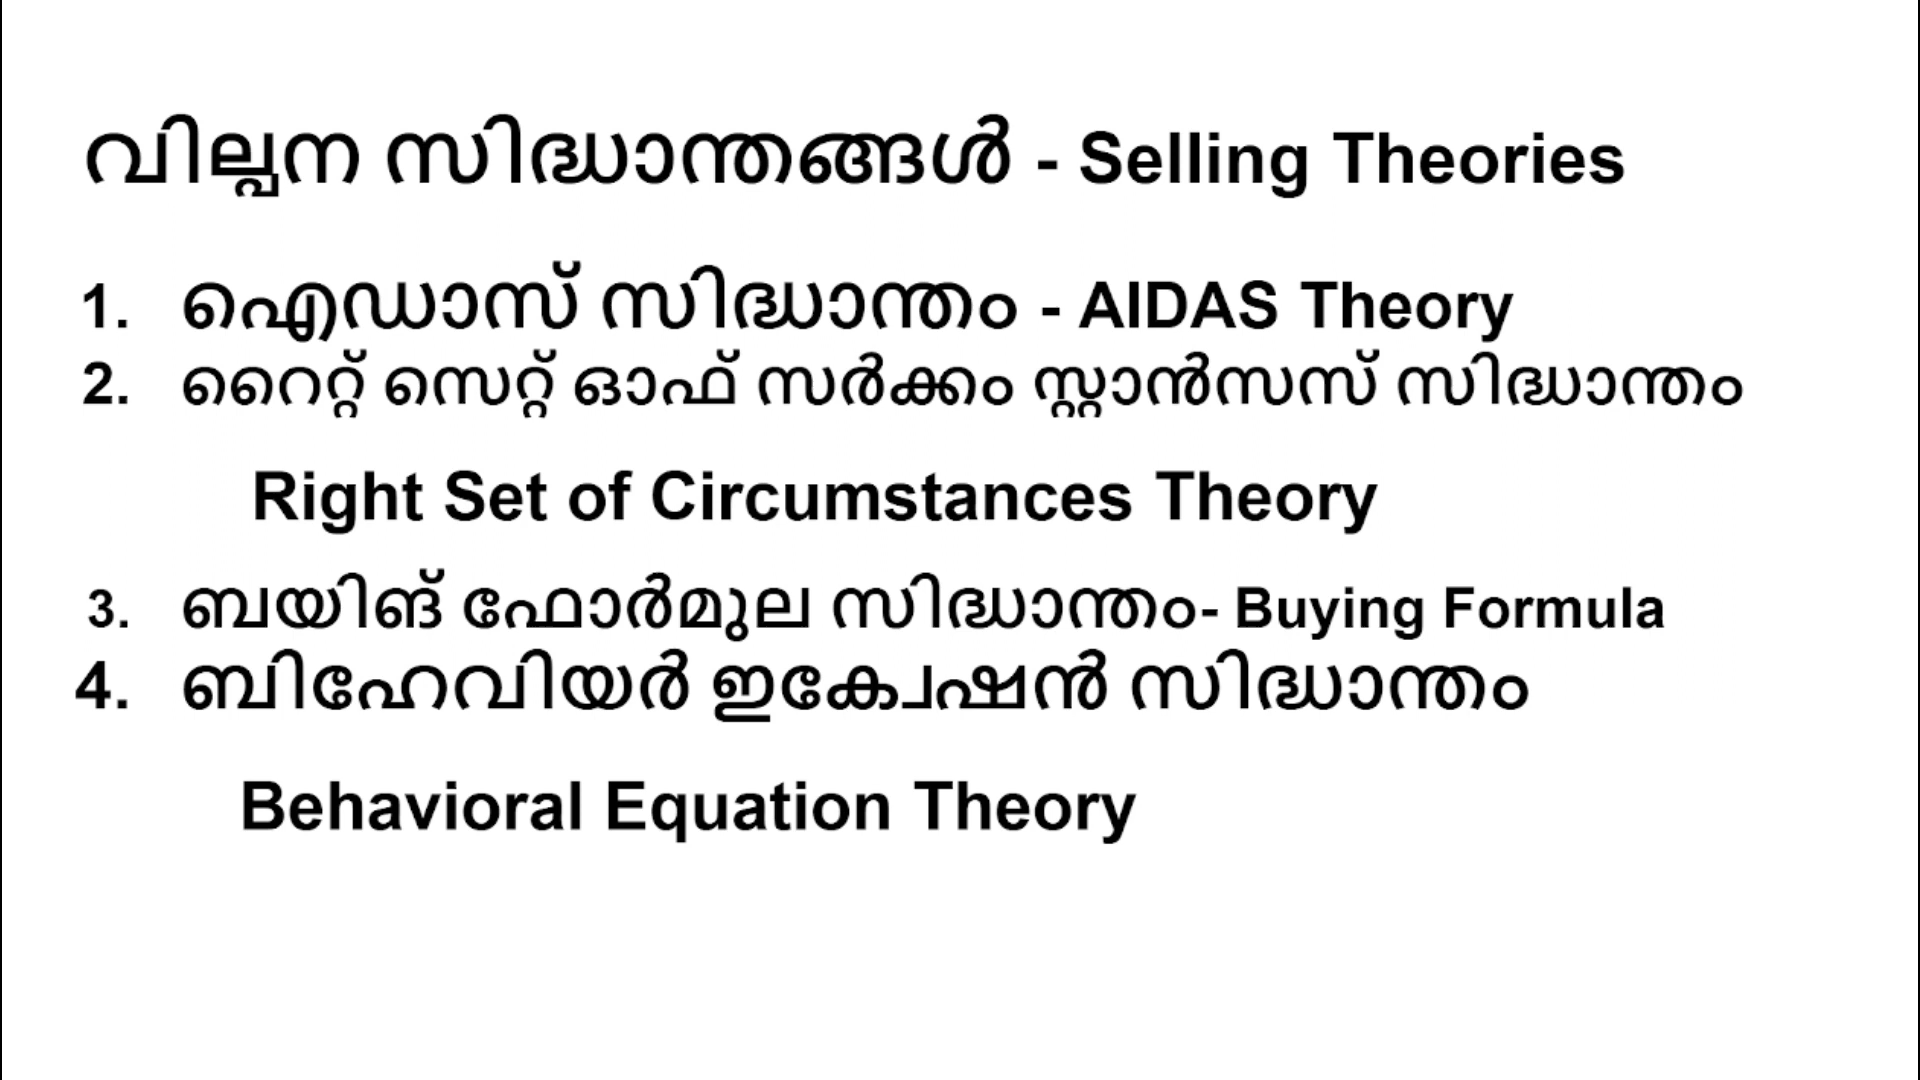 വില്പന സിദ്ധാന്തങ്ങൾ - Selling Theories
1. ഐഡാസ് സിദ്ധാന്തം - AIDAS Theory
2. റൈറ്റ് സെറ്റ് ഓഫ് സർക്കം സ്റ്റാൻസസ് സിദ്ധാന്തം
Right Set of Circumstances Theory
3. ബയിങ് ഫോർമുല സിദ്ധാന്തം- Buying Formula
4. ബിഹേവിയർ ഇക്വേഷൻ സിദ്ധാന്തം
Behavioral Equation Theory